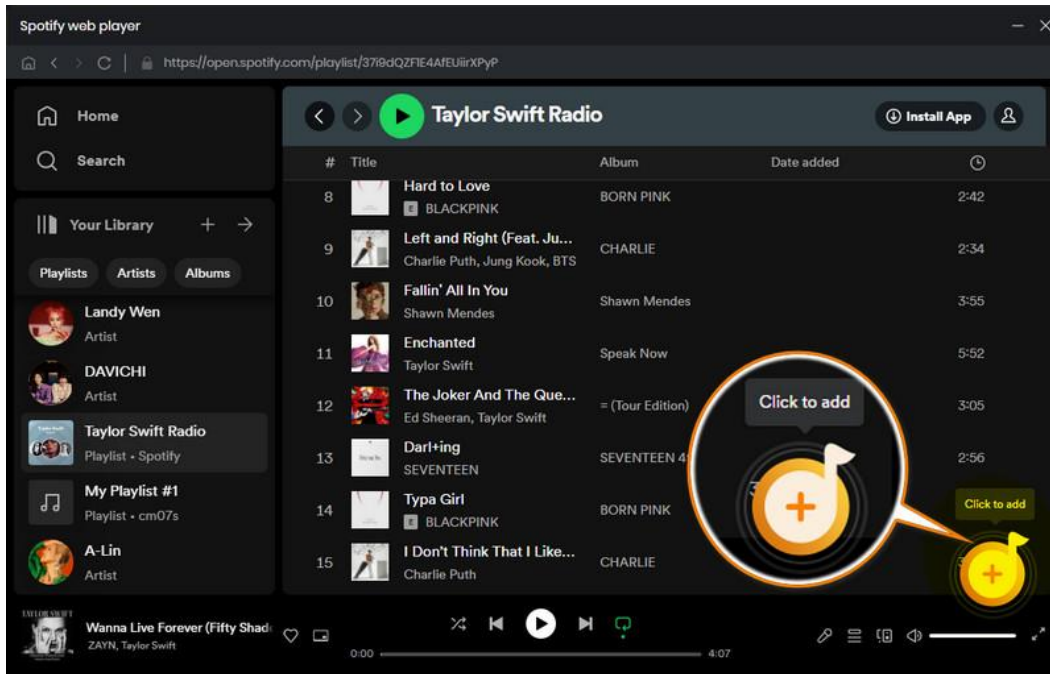 Spotify web player
https://open.spotify.com/playlist/37i9dQZF1E4AfEUiirXPyP
Home
Search
Your Library
Playlists Artists Albums
Landy Wen
Artist
DAVICHI
Artist
Taylor Swift Radio
Playlist • Spotify
My Playlist #1
Playlist • cm07s
A-Lin
Artist
Taylor Swift Radio
Install App
# Title Album Date added
8 Hard to Love BORN PINK 2:42
E BLACKPINK
9 Left and Right (Feat. Ju... CHARLIE 2:34
Charlie Puth, Jung Kook, BTS
10 Fallin' All In You Shawn Mendes 3:55
Shawn Mendes
11 Enchanted Speak Now 5:52
Taylor Swift
12 The Joker And The Que... = (Tour Edition) 3:05
Ed Sheeran, Taylor Swift
13 Darl+ing SEVENTEEN 2:56
SEVENTEEN
14 Typa Girl BORN PINK
E BLACKPINK
15 I Don't Think That I Like... CHARLIE
Charlie Puth
Click to add
Click to add
Wanna Live Forever (Fifty Shad
ZAYN, Taylor Swift
0:00 4:07